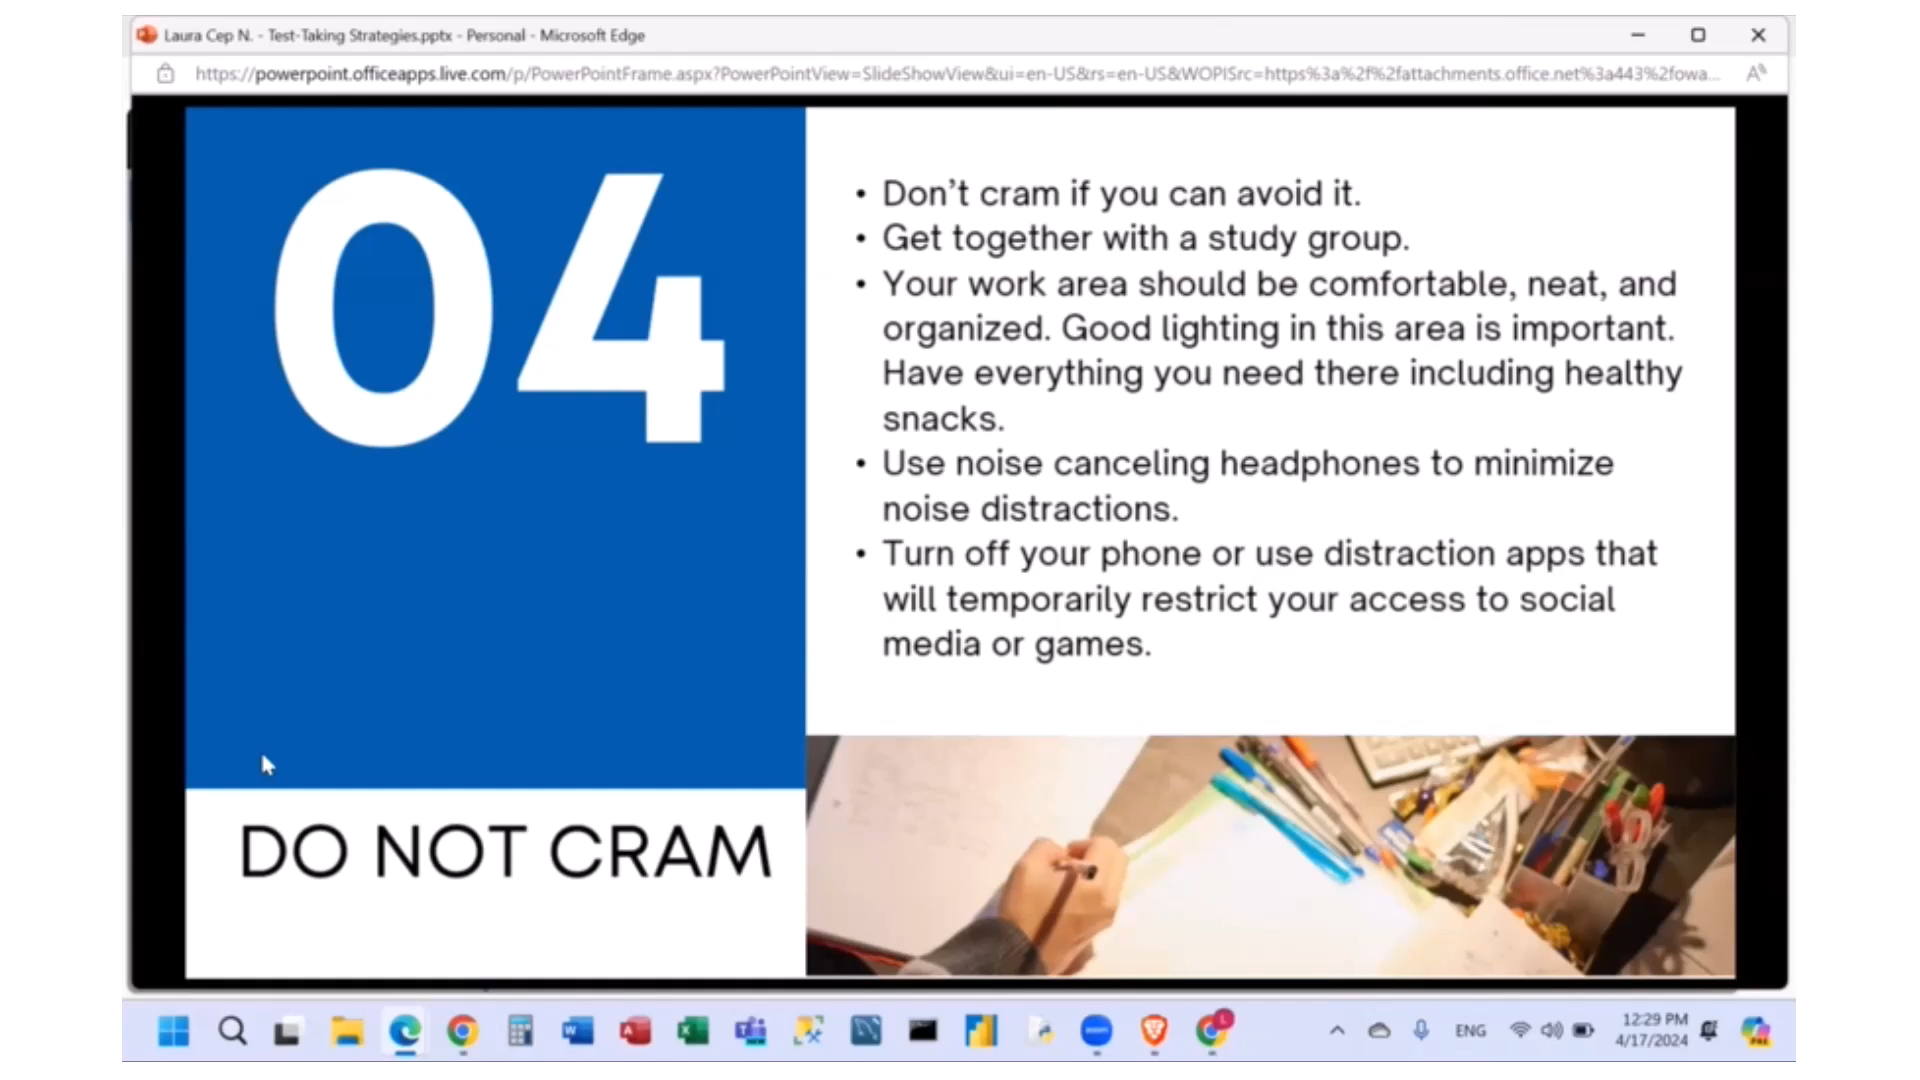 Laura Cep N. - Test-Taking Strategies.pptx - Personal - Microsoft Edge
https://powerpoint.officeapps.live.com/p/PowerPointFrame.aspx?PowerPointView=SlideShowView&ui=en-US&rs=en-US&WOPISrc=https%3a%2f%2fattachments.office.net%3a443%2fowa...
04
DO NOT CRAM
• Don’t cram if you can avoid it.
• Get together with a study group.
• Your work area should be comfortable, neat, and
organized. Good lighting in this area is important.
Have everything you need there including healthy
snacks.
• Use noise canceling headphones to minimize
noise distractions.
• Turn off your phone or use distraction apps that
will temporarily restrict your access to social
media or games.
ENG
12:29 PM
4/17/2024